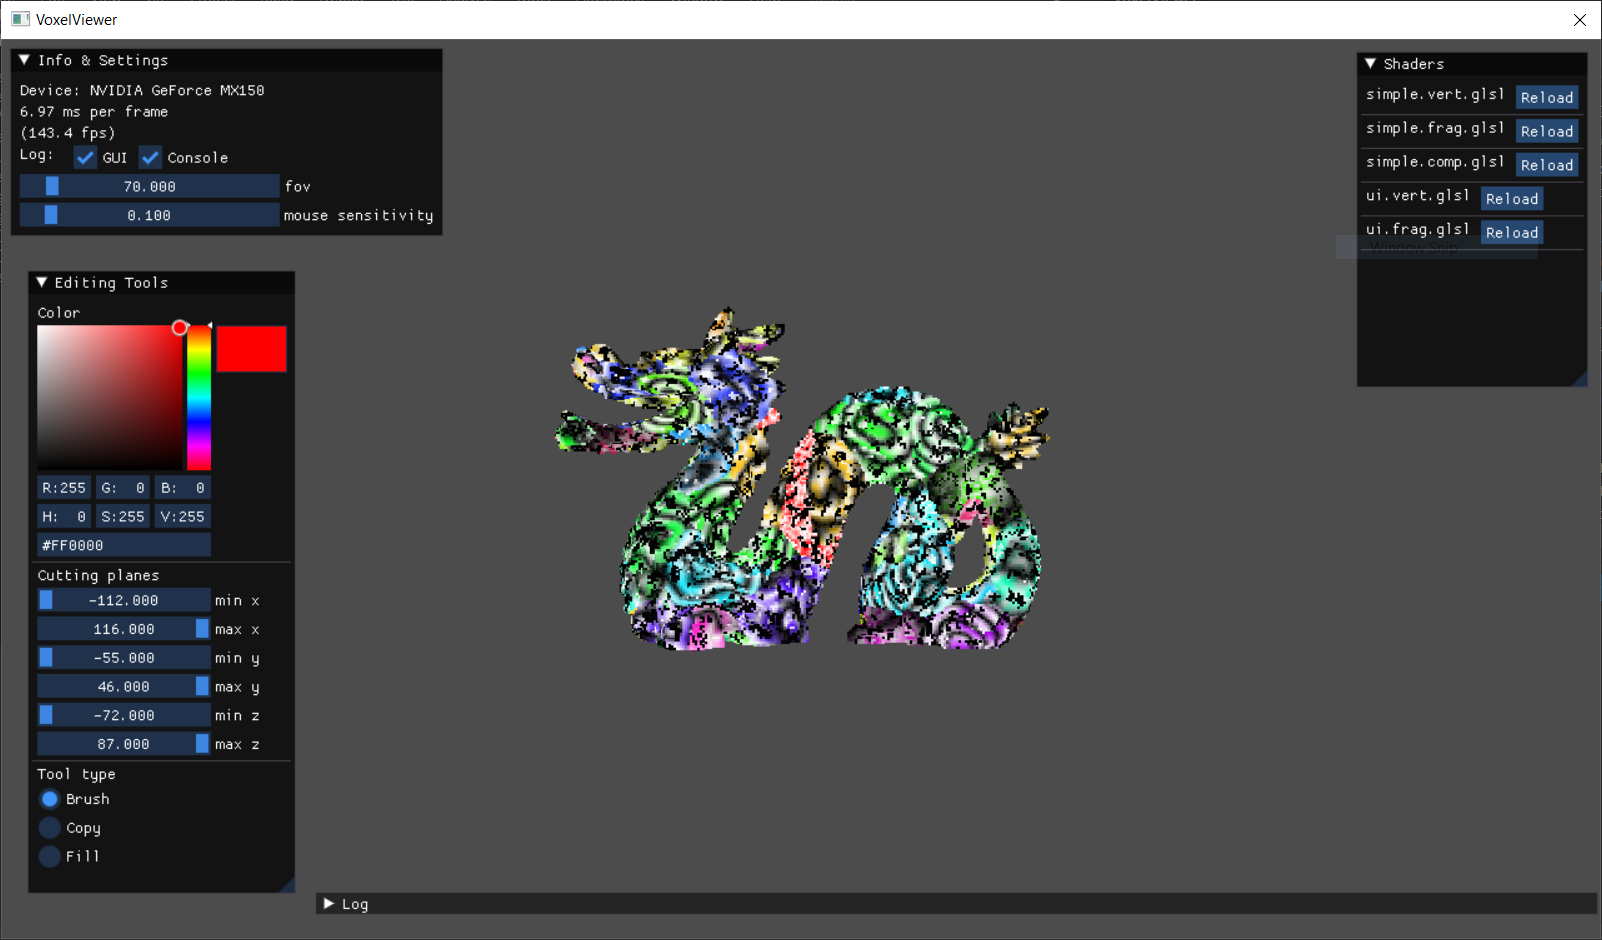 VoxelViewer
Info & Settings
Device: NVIDIA GeForce MX150
6.97 ms per frame
(143.4 fps)
Log: GUI Console
70.000 fov
0.100 mouse sensitivity
Editing Tools
Color
R:255 G: 0 B: 0
H: 0 S:255 V:255
#FF0000
Cutting planes
-112.000 min x
116.000 max x
-55.000 min y
46.000 max y
-72.000 min z
87.000 max z
Tool type
Brush
Copy
Fill
Shaders
simple.vert.glsl Reload
simple.frag.glsl Reload
simple.comp.glsl Reload
ui.vert.glsl Reload
ui.frag.glsl Reload
Window Snip
Log